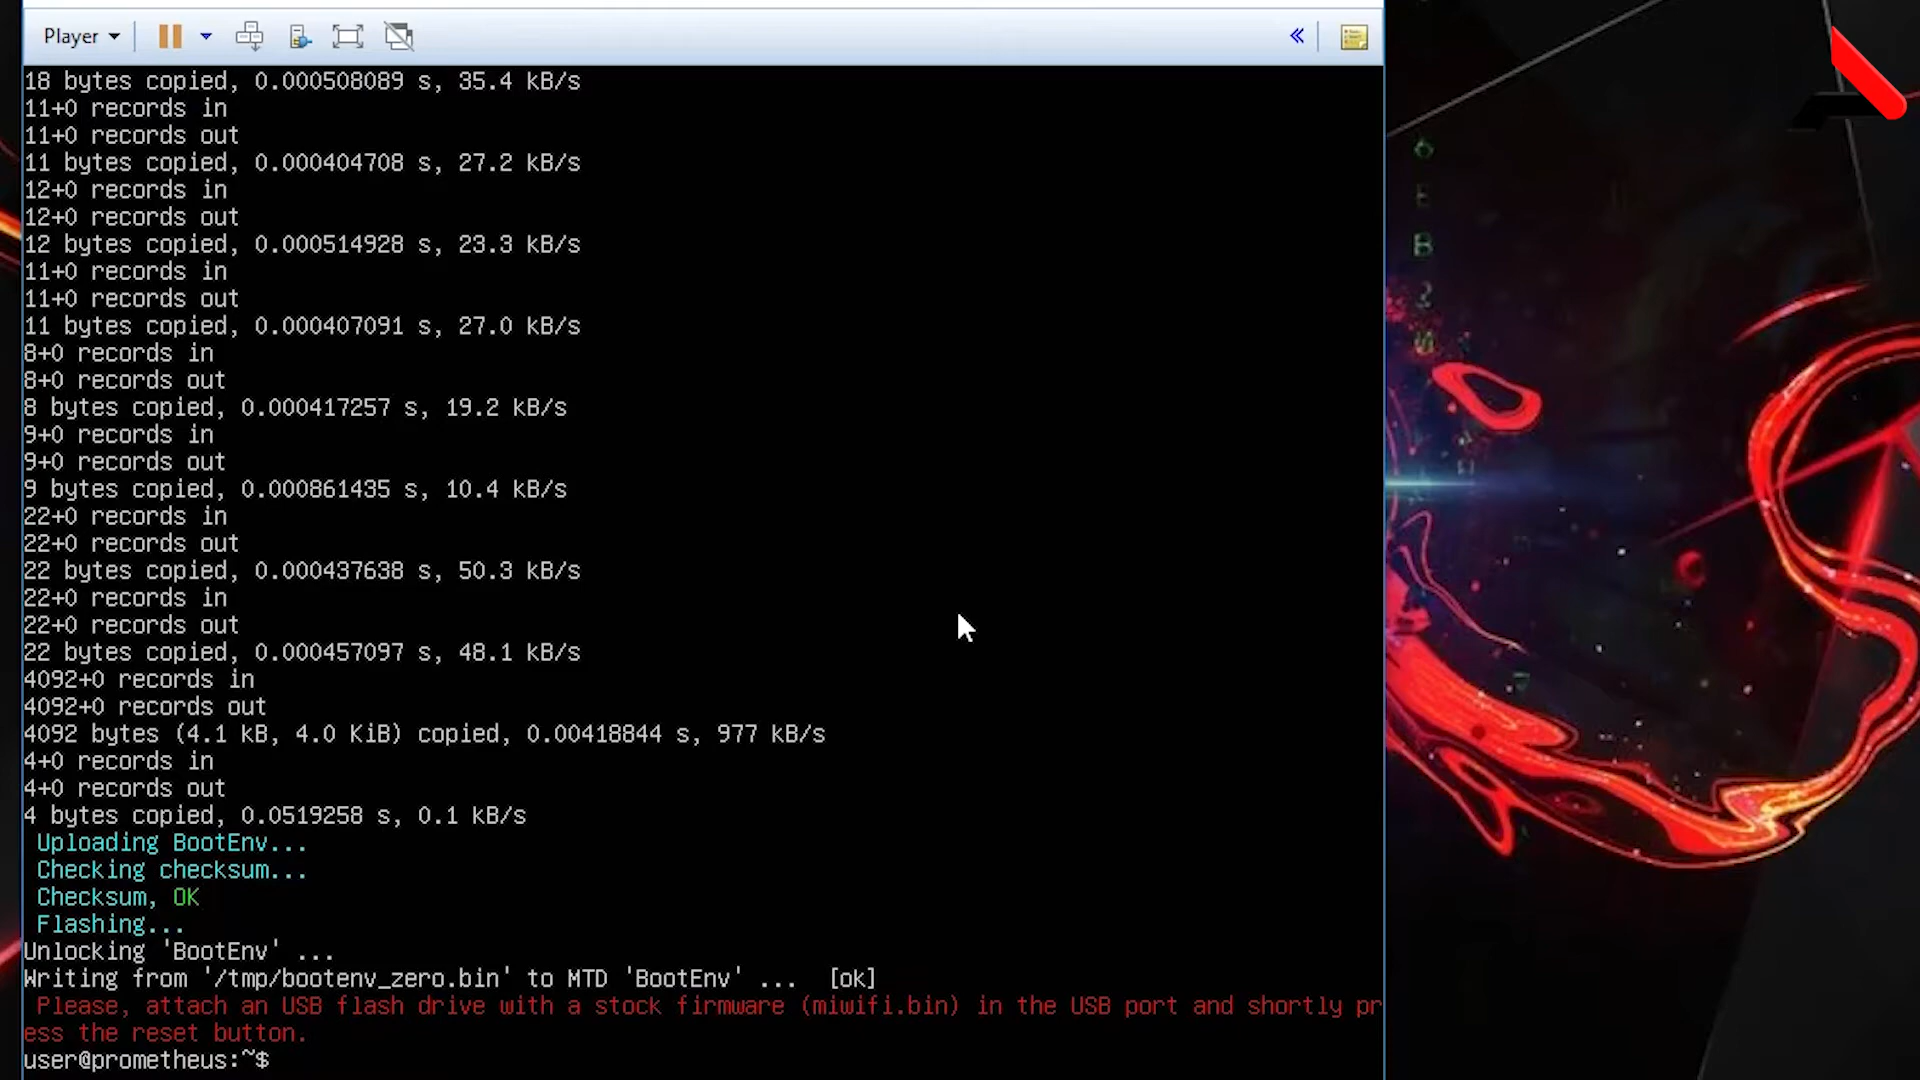 Player
18 bytes copied, 0.000508089 s, 35.4 kB/s
11+0 records in
11+0 records out
11 bytes copied, 0.000404708 s, 27.2 kB/s
12+0 records in
12+0 records out
12 bytes copied, 0.000514928 s, 23.3 kB/s
11+0 records in
11+0 records out
11 bytes copied, 0.000407091 s, 27.0 kB/s
8+0 records in
8+0 records out
8 bytes copied, 0.000417257 s, 19.2 kB/s
9+0 records in
9+0 records out
9 bytes copied, 0.000861435 s, 10.4 kB/s
22+0 records in
22+0 records out
22 bytes copied, 0.000437638 s, 50.3 kB/s
22+0 records in
22+0 records out
22 bytes copied, 0.000457097 s, 48.1 kB/s
4092+0 records in
4092+0 records out
4092 bytes (4.1 kB, 4.0 KiB) copied, 0.00418844 s, 977 kB/s
4+0 records in
4+0 records out
4 bytes copied, 0.0519258 s, 0.1 kB/s
Uploading BootEnv...
Checking checksum...
Checksum, OK
Flashing...
Unlocking 'BootEnv' ...
Writing from '/tmp/bootenv_zero.bin' to MTD 'BootEnv' ...  [ok]
Please, attach an USB flash drive with a stock firmware (miwifi.bin) in the USB port and shortly pr
ess the reset button.
user@prometheus:~$